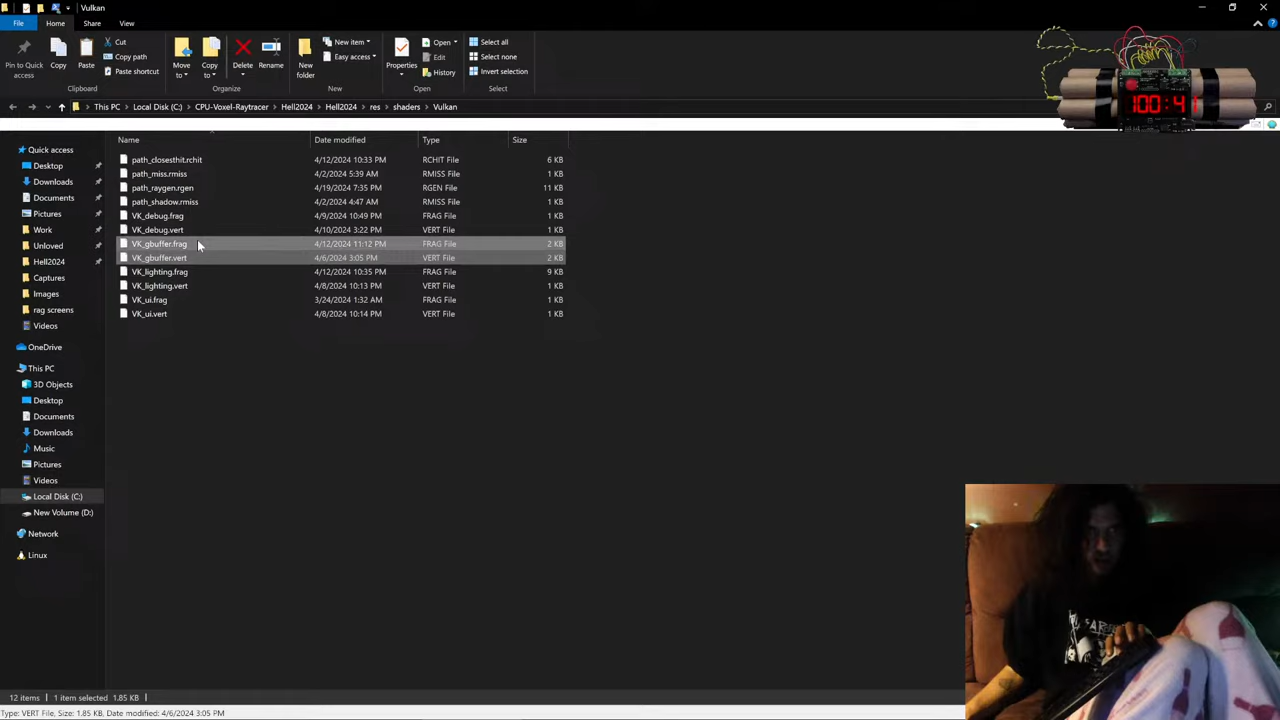 Vulkan
File Home Share View
Pin to Quick access
Copy
Paste
Cut
Copy path
Paste shortcut
Clipboard
Move to
Copy to
Delete
Rename
Organize
New folder
New item
Easy access
New
Properties
Open
Edit
History
Open
Select all
Select none
Invert selection
Select
100:41
This PC > Local Disk (C:) > CPU-Voxel-Raytracer > Hell2024 > Hell2024 > res > shaders > Vulkan
Name Date modified Type Size
path_closesthit.rchit 4/12/2024 10:33 PM RCHIT File 6 KB
path_miss.rmiss 4/2/2024 5:39 AM RMISS File 1 KB
path_raygen.rgen 4/19/2024 7:35 PM RGEN File 11 KB
path_shadow.rmiss 4/2/2024 4:47 AM RMISS File 1 KB
VK_debug.frag 4/9/2024 10:49 PM FRAG File 1 KB
VK_debug.vert 4/10/2024 3:22 PM VERT File 1 KB
VK_gbuffer.frag 4/12/2024 11:12 PM FRAG File 2 KB
VK_gbuffer.vert 4/6/2024 3:05 PM VERT File 2 KB
VK_lighting.frag 4/12/2024 10:35 PM FRAG File 9 KB
VK_lighting.vert 4/8/2024 10:13 PM VERT File 1 KB
VK_ui.frag 3/24/2024 1:32 AM FRAG File 1 KB
VK_ui.vert 4/8/2024 10:14 PM VERT File 1 KB
Quick access
Desktop
Downloads
Documents
Pictures
Work
Unloved
Hell2024
Captures
Images
rag screens
Videos
OneDrive
This PC
3D Objects
Desktop
Documents
Downloads
Music
Pictures
Videos
Local Disk (C:)
New Volume (D:)
Network
Linux
12 items 1 item selected 1.85 KB
Type: VERT File, Size: 1.85 KB, Date modified: 4/6/2024 3:05 PM